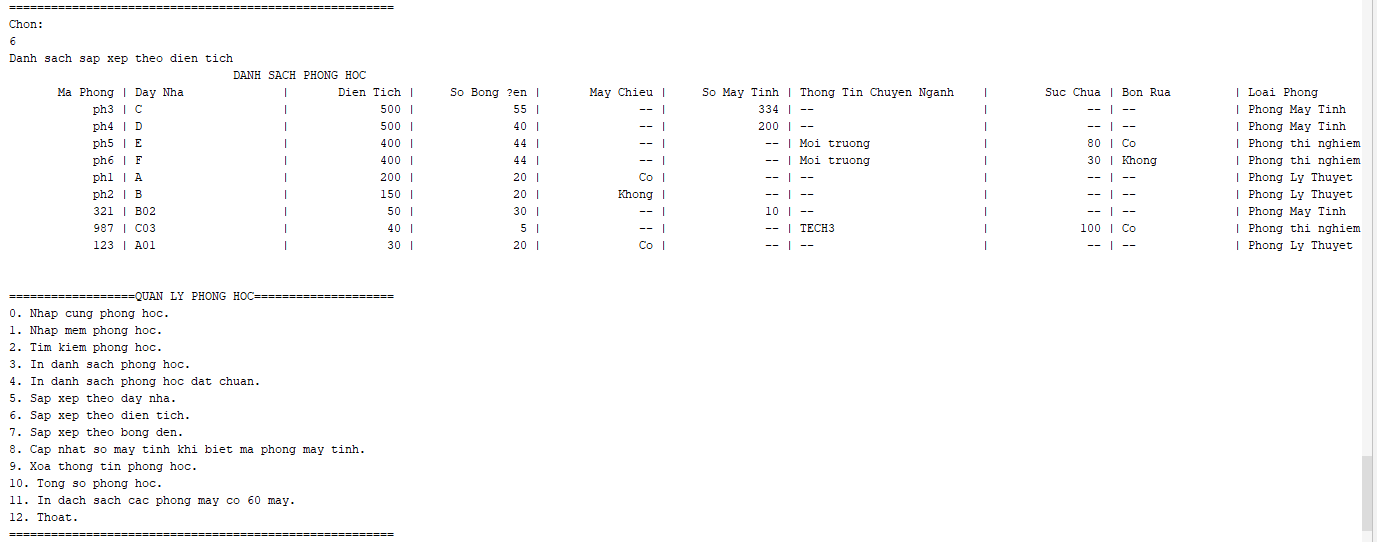 =======================================================
Chon:
6
Danh sach sap xep theo dien tich
DANH SACH PHONG HOC
Ma Phong | Day Nha | Dien Tich | So Bong ?en | May Chieu | So May Tinh | Thong Tin Chuyen Nganh | Suc Chua | Bon Rua | Loai Phong
ph3 | C | 500 | 55 | -- | 334 | -- | -- | -- | Phong May Tinh
ph4 | D | 500 | 40 | -- | 200 | -- | -- | -- | Phong May Tinh
ph5 | E | 400 | 44 | -- | -- | Moi truong | 80 | Co | Phong thi nghiem
ph6 | F | 400 | 44 | -- | -- | Moi truong | 30 | Khong | Phong thi nghiem
ph1 | A | 200 | 20 | Co | -- | -- | -- | -- | Phong Ly Thuyet
ph2 | B | 150 | 20 | Khong | -- | -- | -- | -- | Phong Ly Thuyet
321 | B02 | 50 | 30 | -- | 10 | -- | -- | -- | Phong May Tinh
987 | C03 | 40 | 5 | -- | -- | TECH3 | 100 | Co | Phong thi nghiem
123 | A01 | 30 | 20 | Co | -- | -- | -- | -- | Phong Ly Thuyet
==================QUAN LY PHONG HOC====================
0. Nhap cung phong hoc.
1. Nhap mem phong hoc.
2. Tim kiem phong hoc.
3. In danh sach phong hoc.
4. In danh sach phong hoc dat chuan.
5. Sap xep theo day nha.
6. Sap xep theo dien tich.
7. Sap xep theo bong den.
8. Cap nhat so may tinh khi biet ma phong may tinh.
9. Xoa thong tin phong hoc.
10. Tong so phong hoc.
11. In dach sach cac phong may co 60 may.
12. Thoat.
=======================================================